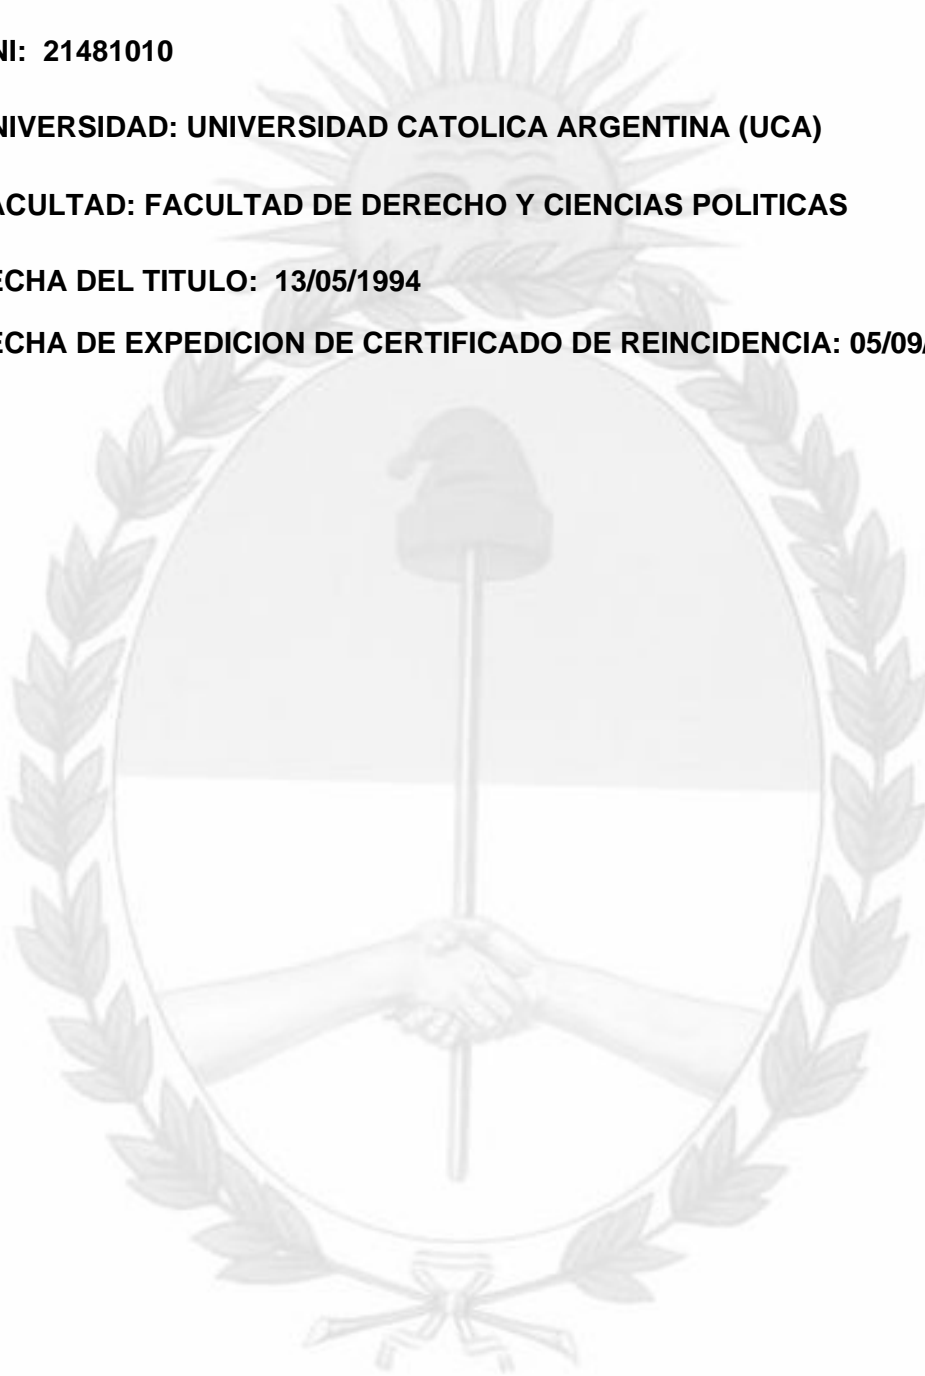 NI: 21481010
NIVERSIDAD: UNIVERSIDAD CATOLICA ARGENTINA (UCA)
ACULTAD: FACULTAD DE DERECHO Y CIENCIAS POLITICAS
ECHA DEL TITULO: 13/05/1994
ECHA DE EXPEDICION DE CERTIFICADO DE REINCIDENCIA: 05/09/